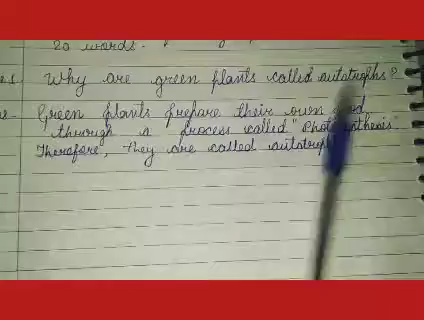 20 words.
Why are green plants called autotrophs?
Green plants prepare their own food
through a process called "Photosynthesis".
Therefore, they are called